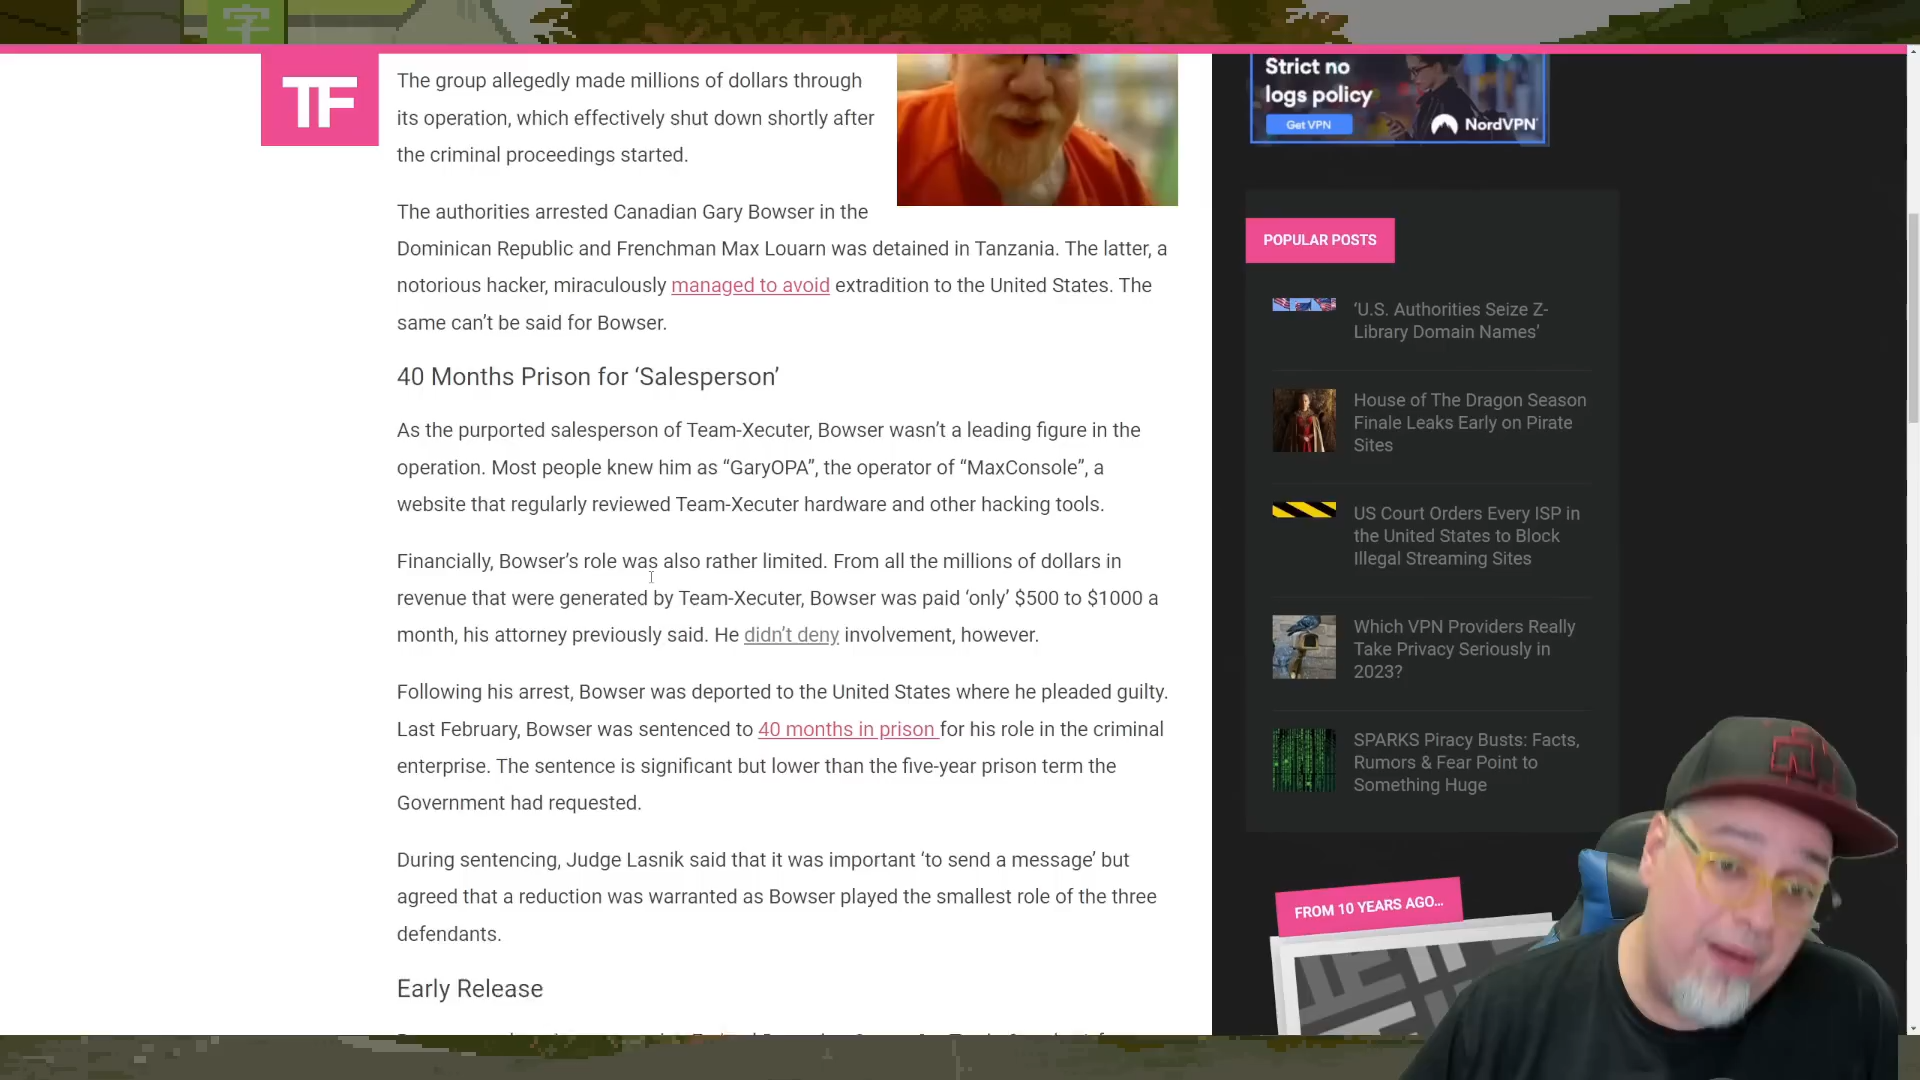 字
TF
The group allegedly made millions of dollars through
its operation, which effectively shut down shortly after
the criminal proceedings started.
The authorities arrested Canadian Gary Bowser in the
Dominican Republic and Frenchman Max Louarn was detained in Tanzania. The latter, a
notorious hacker, miraculously managed to avoid extradition to the United States. The
same can’t be said for Bowser.
40 Months Prison for ‘Salesperson’
As the purported salesperson of Team-Xecuter, Bowser wasn’t a leading figure in the
operation. Most people knew him as “GaryOPA”, the operator of “MaxConsole”, a
website that regularly reviewed Team-Xecuter hardware and other hacking tools.
Financially, Bowser’s role was also rather limited. From all the millions of dollars in
revenue that were generated by Team-Xecuter, Bowser was paid ‘only’ $500 to $1000 a
month, his attorney previously said. He didn’t deny involvement, however.
Following his arrest, Bowser was deported to the United States where he pleaded guilty.
Last February, Bowser was sentenced to 40 months in prison for his role in the criminal
enterprise. The sentence is significant but lower than the five-year prison term the
Government had requested.
During sentencing, Judge Lasnik said that it was important ‘to send a message’ but
agreed that a reduction was warranted as Bowser played the smallest role of the three
defendants.
Early Release
Strict no
logs policy
Get VPN
NordVPN
POPULAR POSTS
‘U.S. Authorities Seize Z-
Library Domain Names’
House of The Dragon Season
Finale Leaks Early on Pirate
Sites
US Court Orders Every ISP in
the United States to Block
Illegal Streaming Sites
Which VPN Providers Really
Take Privacy Seriously in
2023?
SPARKS Piracy Busts: Facts,
Rumors & Fear Point to
Something Huge
FROM 10 YEARS AGO…